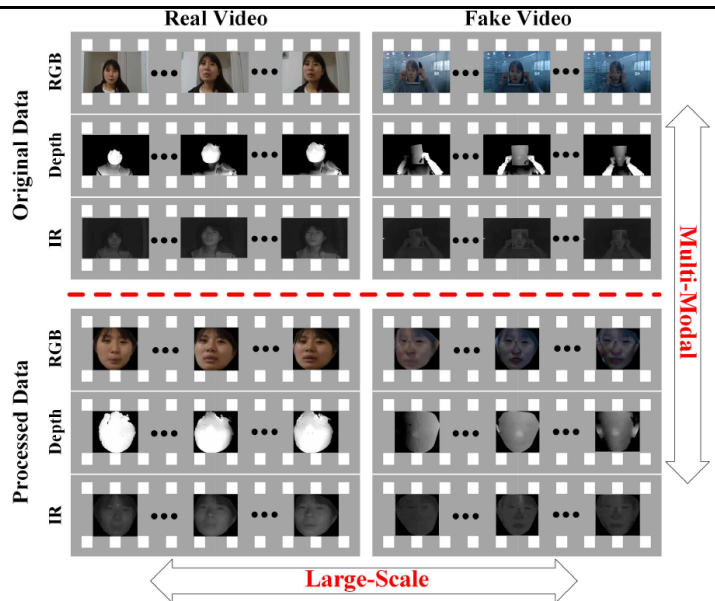 Real Video
Fake Video
Original Data
RGB
Depth
IR
Multi-Modal
Processed Data
RGB
Depth
IR
Large-Scale